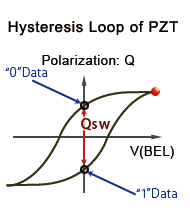 Hysteresis Loop of PZT
Polarization: Q
“0”Data
Qsw
V(BEL)
“1”Data